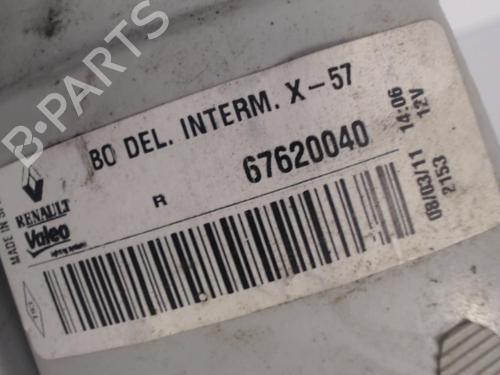 B-PARTS
BO DEL. INTERM. X-57
R 67620040
RENAULT
Valeo
MADE IN
2153 14:06
08/03/11 12V